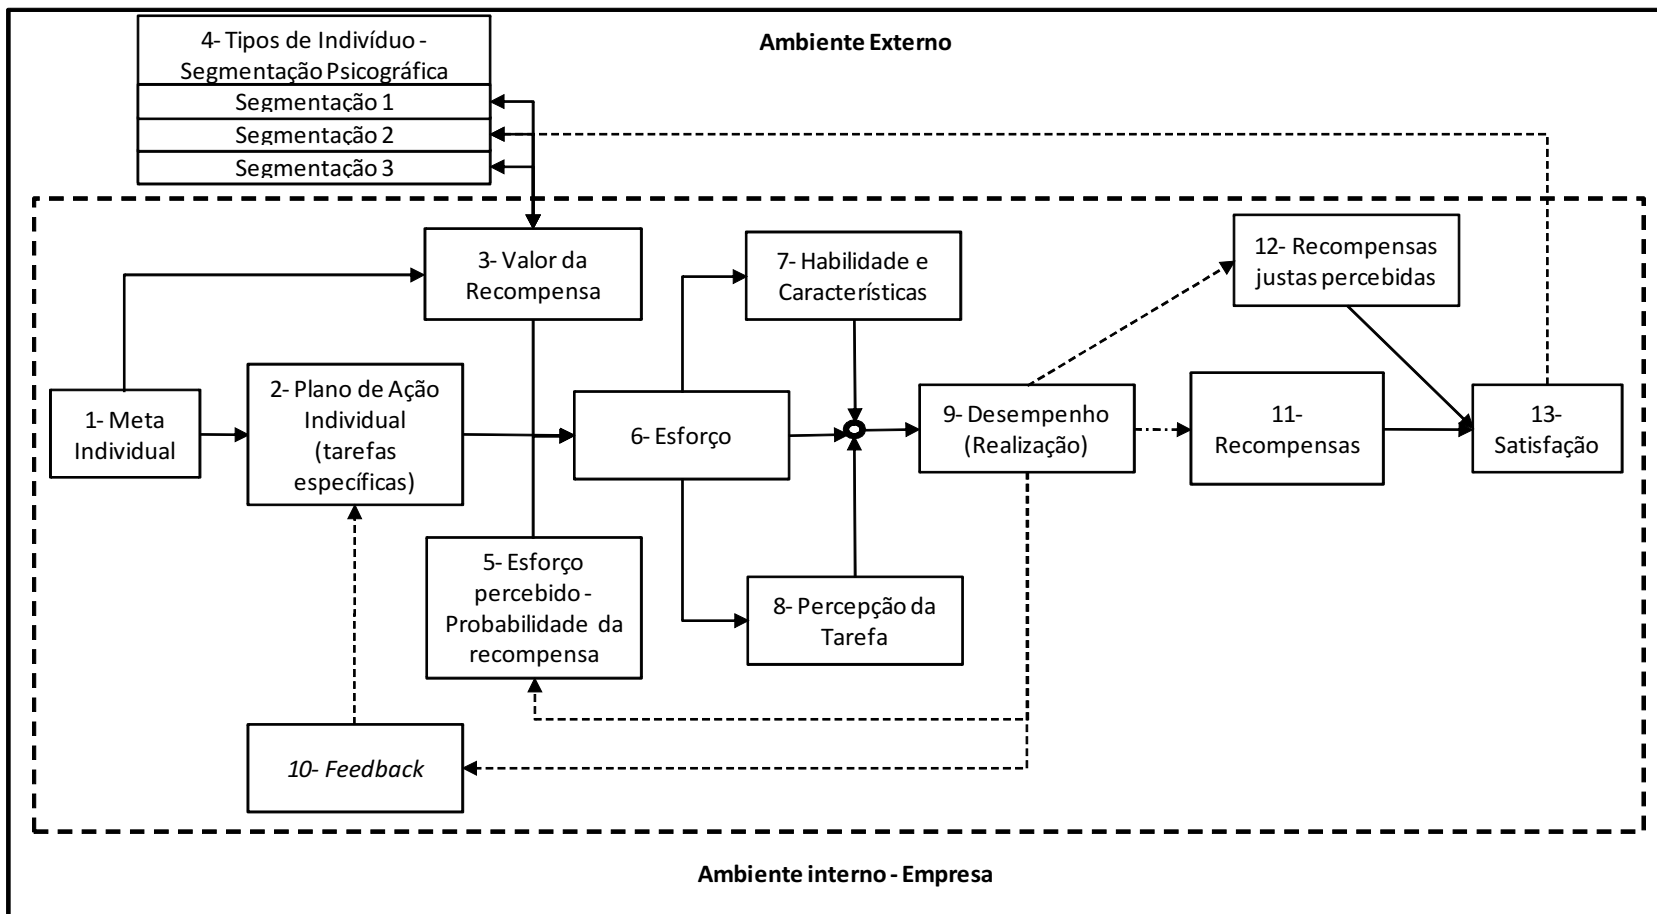 4- Tipos de Indivíduo -
Segmentação Psicográfica
Segmentação 1
Segmentação 2
Segmentação 3
Ambiente Externo
3- Valor da
Recompensa
7- Habilidade e
Características
12- Recompensas
justas percebidas
1- Meta
Individual
2- Plano de Ação
Individual
(tarefas
específicas)
6- Esforço
9- Desempenho
(Realização)
11-
Recompensas
13-
Satisfação
5- Esforço
percebido -
Probabilidade da
recompensa
8- Percepção da
Tarefa
10- Feedback
Ambiente interno - Empresa